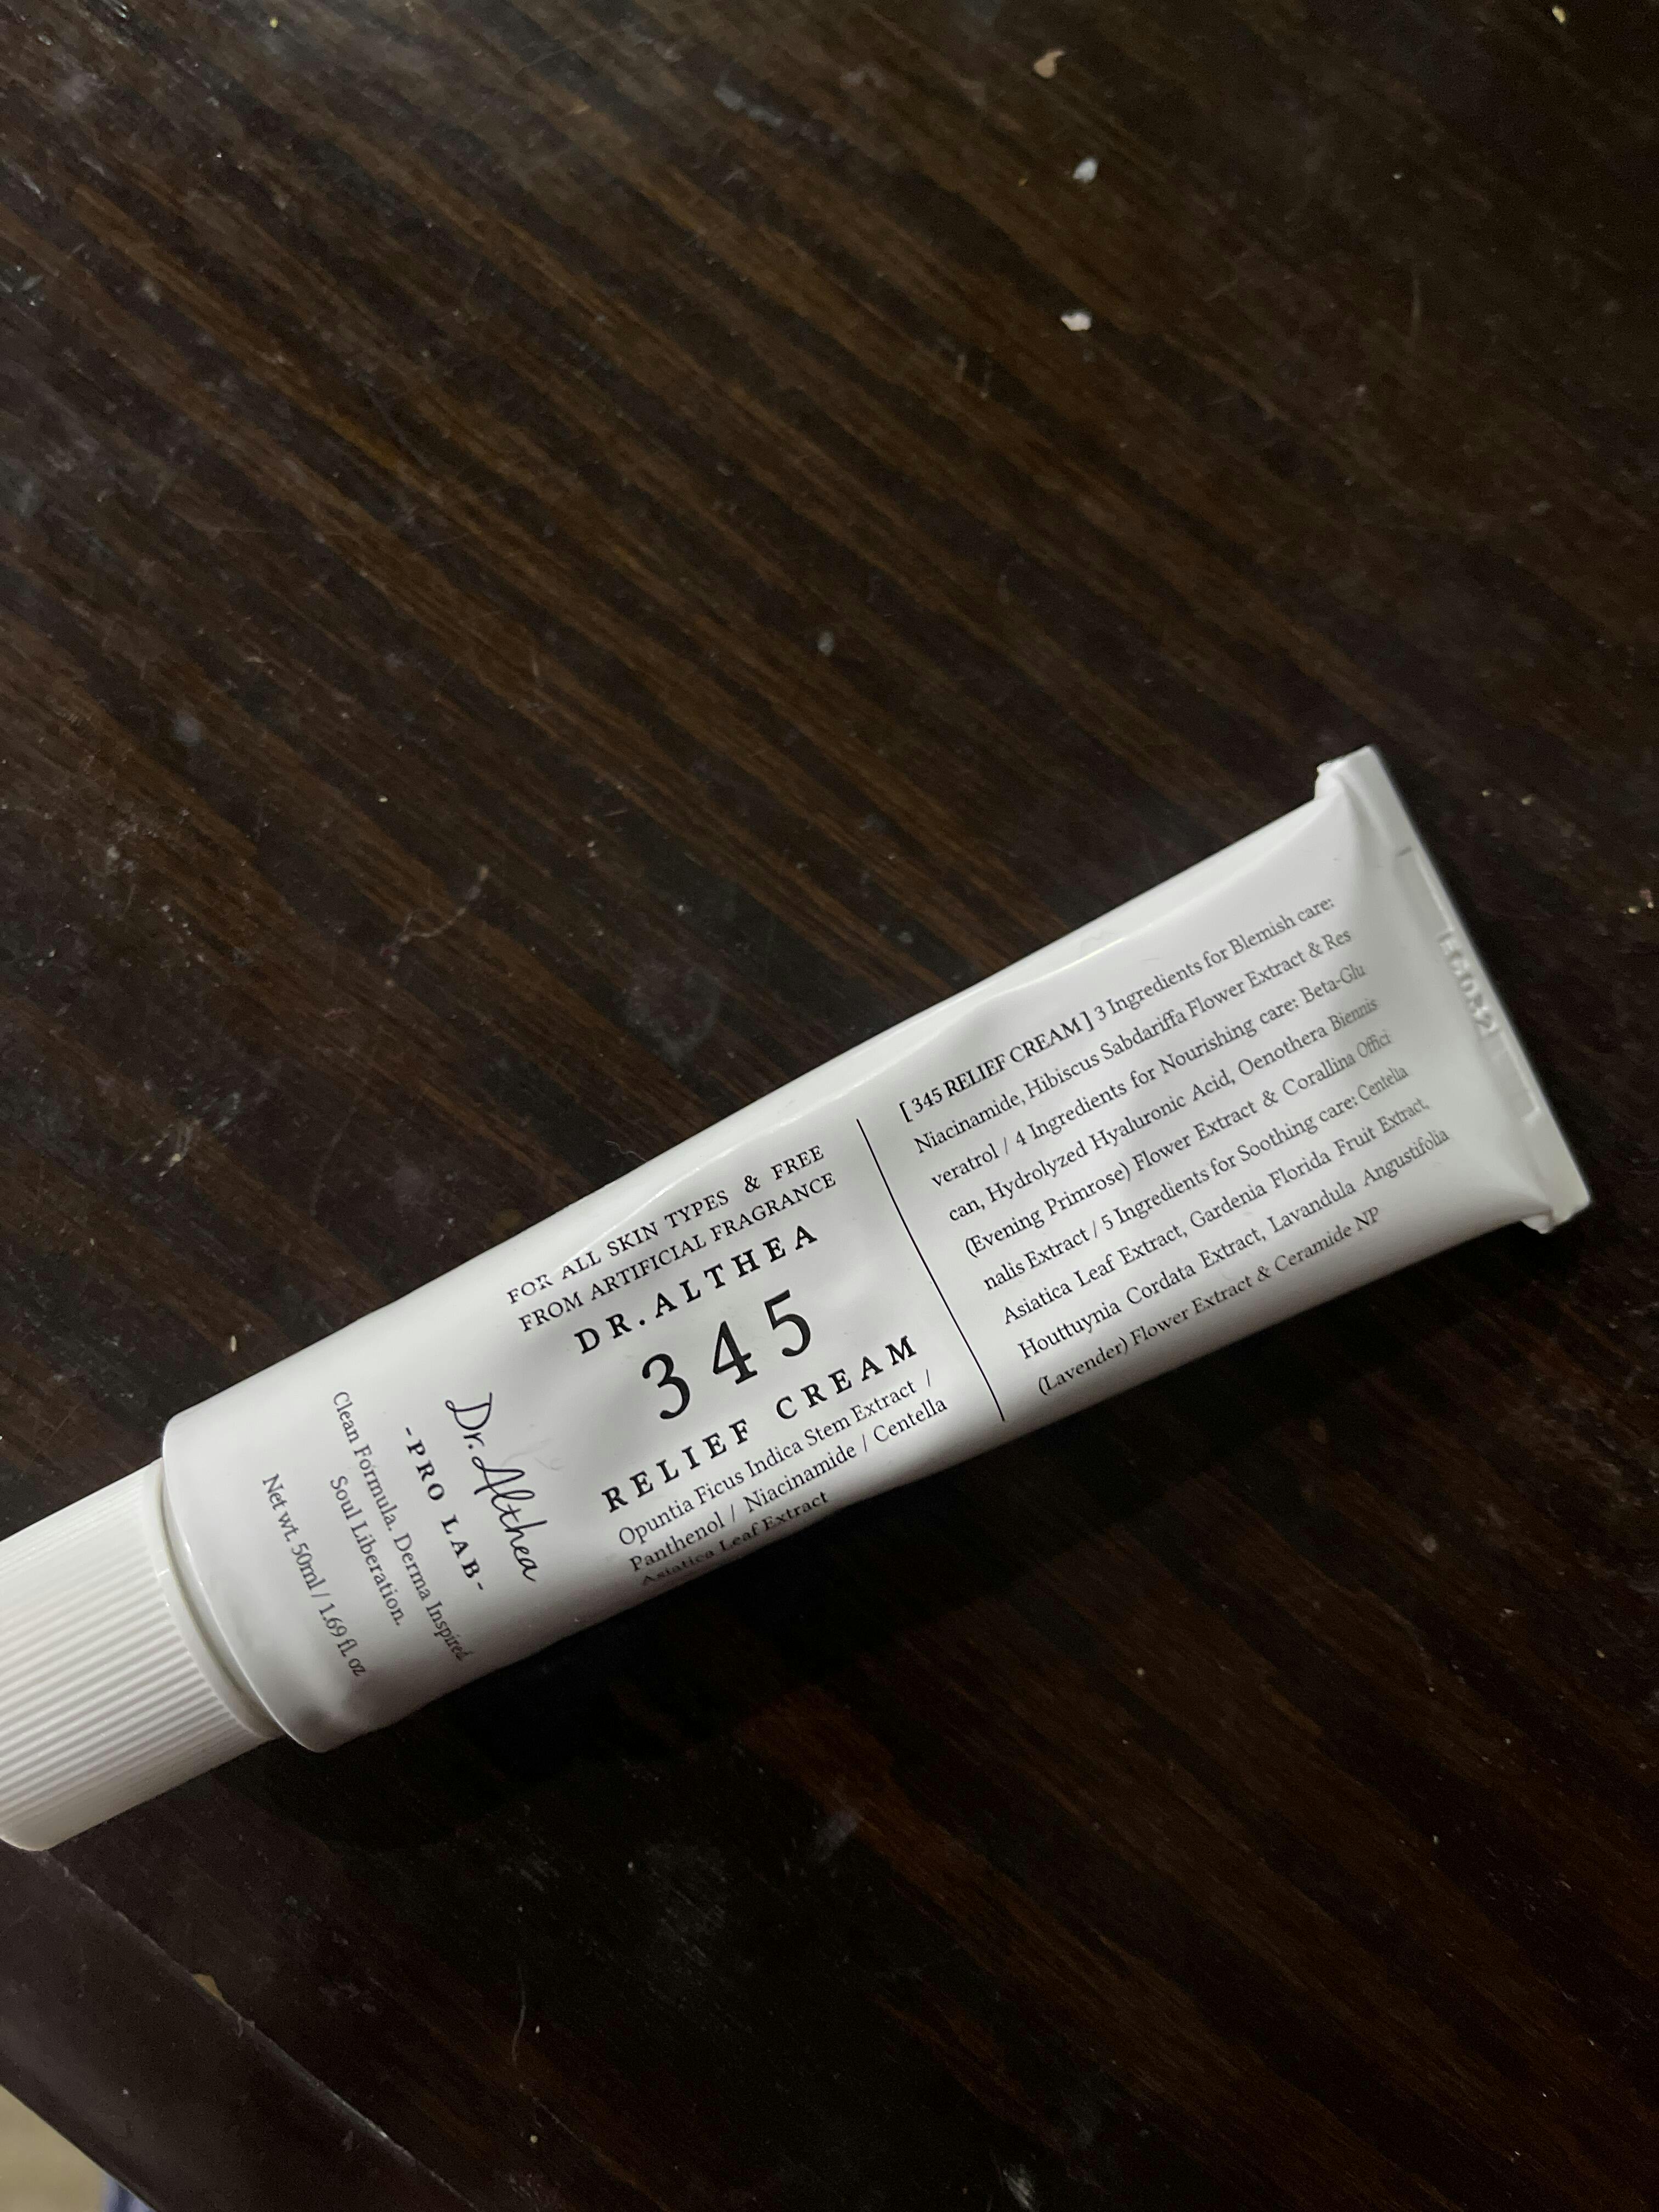 FOR ALL SKIN TYPES & FREE
FROM ARTIFICIAL FRAGRANCE
DR.ALTHEA
345
RELIEF CREAM
Opuntia Ficus Indica Stem Extract /
Panthenol / Niacinamide / Centella
Asiatica Leaf Extract
[ 345 RELIEF CREAM ] 3 Ingredients for Blemish care:
Niacinamide, Hibiscus Sabdariffa Flower Extract & Res
veratrol / 4 Ingredients for Nourishing care: Beta-Glu
can, Hydrolyzed Hyaluronic Acid, Oenothera Biennis
(Evening Primrose) Flower Extract & Corallina Offici
nalis Extract / 5 Ingredients for Soothing care: Centella
Asiatica Leaf Extract, Gardenia Florida Fruit Extract,
Houttuynia Cordata Extract, Lavandula Angustifolia
(Lavender) Flower Extract & Ceramide NP
Dr.Althea
-PRO LAB-
Clean Formula. Derma Inspired
Soul Liberation.
Net wt. 50ml / 1.69 fl. oz